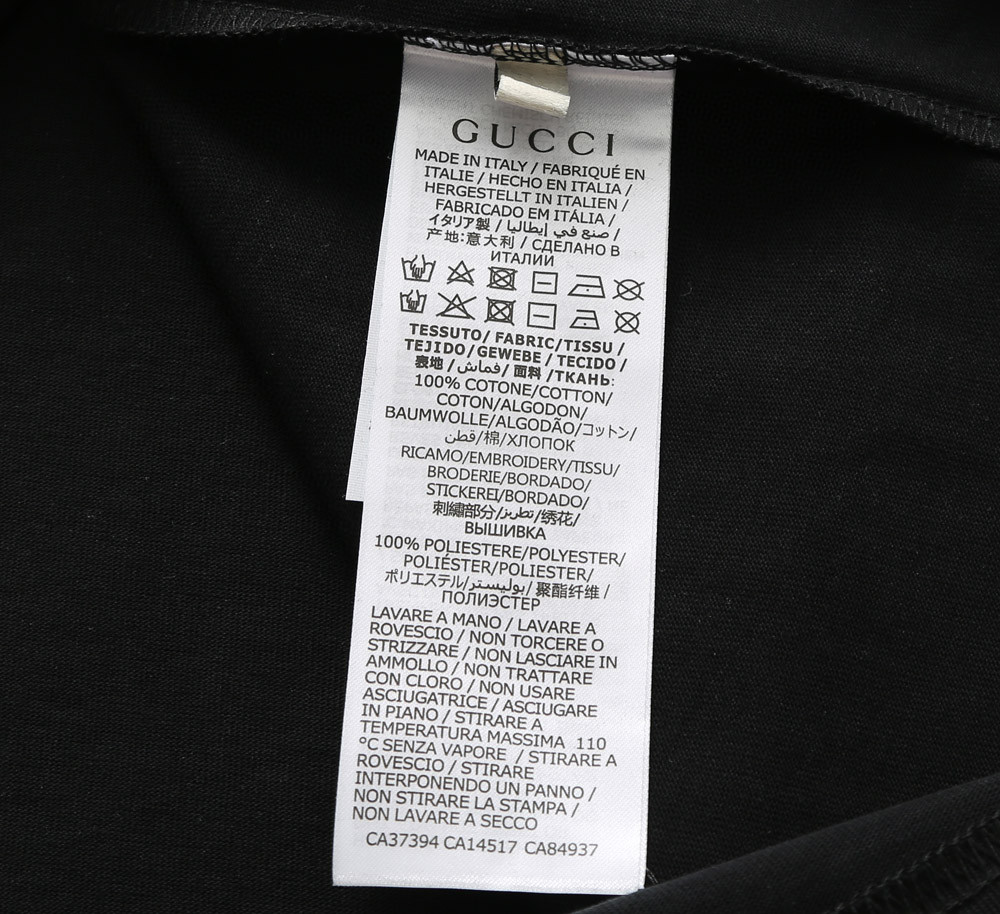 GUCCI
MADE IN ITALY / FABRIQUÉ EN
ITALIE / HECHO EN ITALIA /
HERGESTELLT IN ITALIEN /
FABRICADO EM ITÁLIA /
イタリア製 / صنع في إيطاليا /
产地:意大利 / СДЕЛАНО В
ИТАЛИИ
TESSUTO/ FABRIC/TISSU /
TEJIDO/GEWEBE / TECIDO /
表地 /قماش/ 面料 /ТКАНЬ:
100% COTONE/COTTON/
COTON/ALGODON/
BAUMWOLLE/ALGODÃO/コットン/
قطن/棉/ХЛОПОК
RICAMO/EMBROIDERY/TISSU/
BRODERIE/BORDADO/
STICKEREI/BORDADO/
刺繍部分/تطريز/绣花/
ВЫШИВКА
100% POLIESTERE/POLYESTER/
POLIÉSTER/POLIESTER/
ポリエステル/بوليستر/ 聚酯纤维 /
ПОЛИЭСТЕР
LAVARE A MANO / LAVARE A
ROVESCIO / NON TORCERE O
STRIZZARE / NON LASCIARE IN
AMMOLLO / NON TRATTARE
CON CLORO / NON USARE
ASCIUGATRICE / ASCIUGARE
IN PIANO / STIRARE A
TEMPERATURA MASSIMA 110
°C SENZA VAPORE / STIRARE A
ROVESCIO / STIRARE
INTERPONENDO UN PANNO /
NON STIRARE LA STAMPA /
NON LAVARE A SECCO
CA37394 CA14517 CA84937